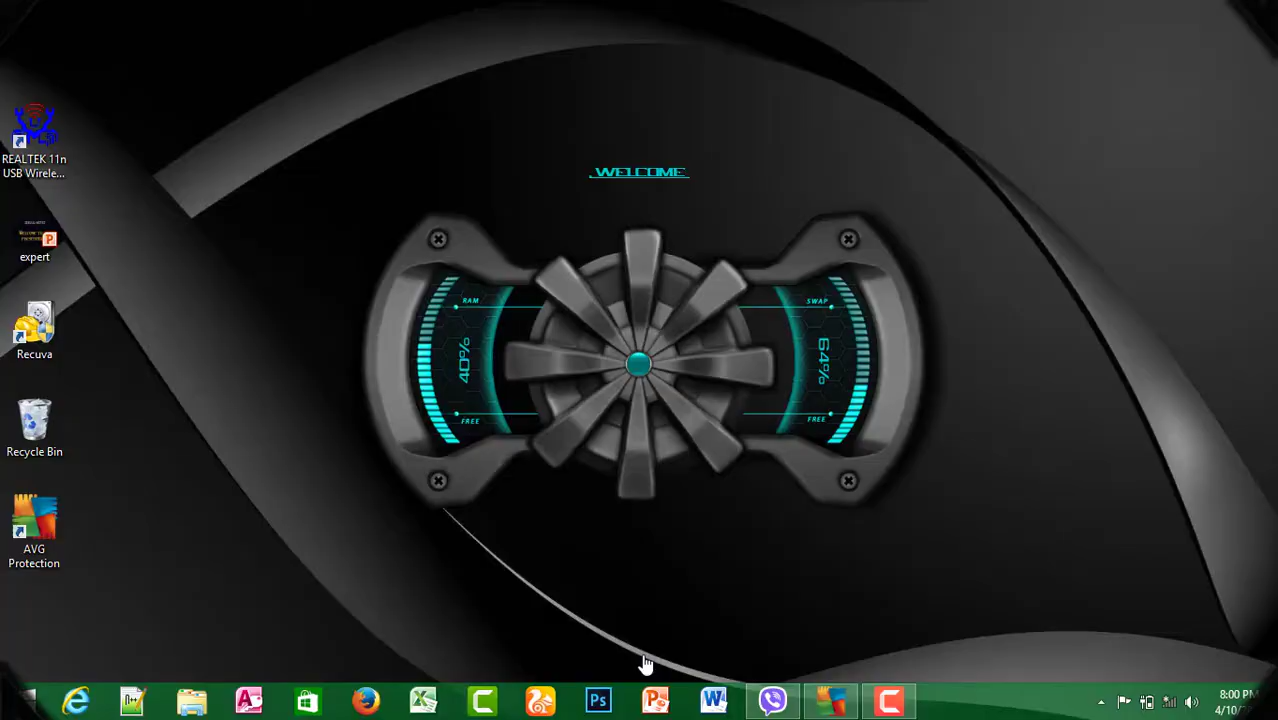 WELCOME
REALTEK 11n
USB Wirele...
expert
Recuva
Recycle Bin
AVG
Protection
RAM
40%
FREE
SWAP
64%
FREE
Ps
8:00 PM